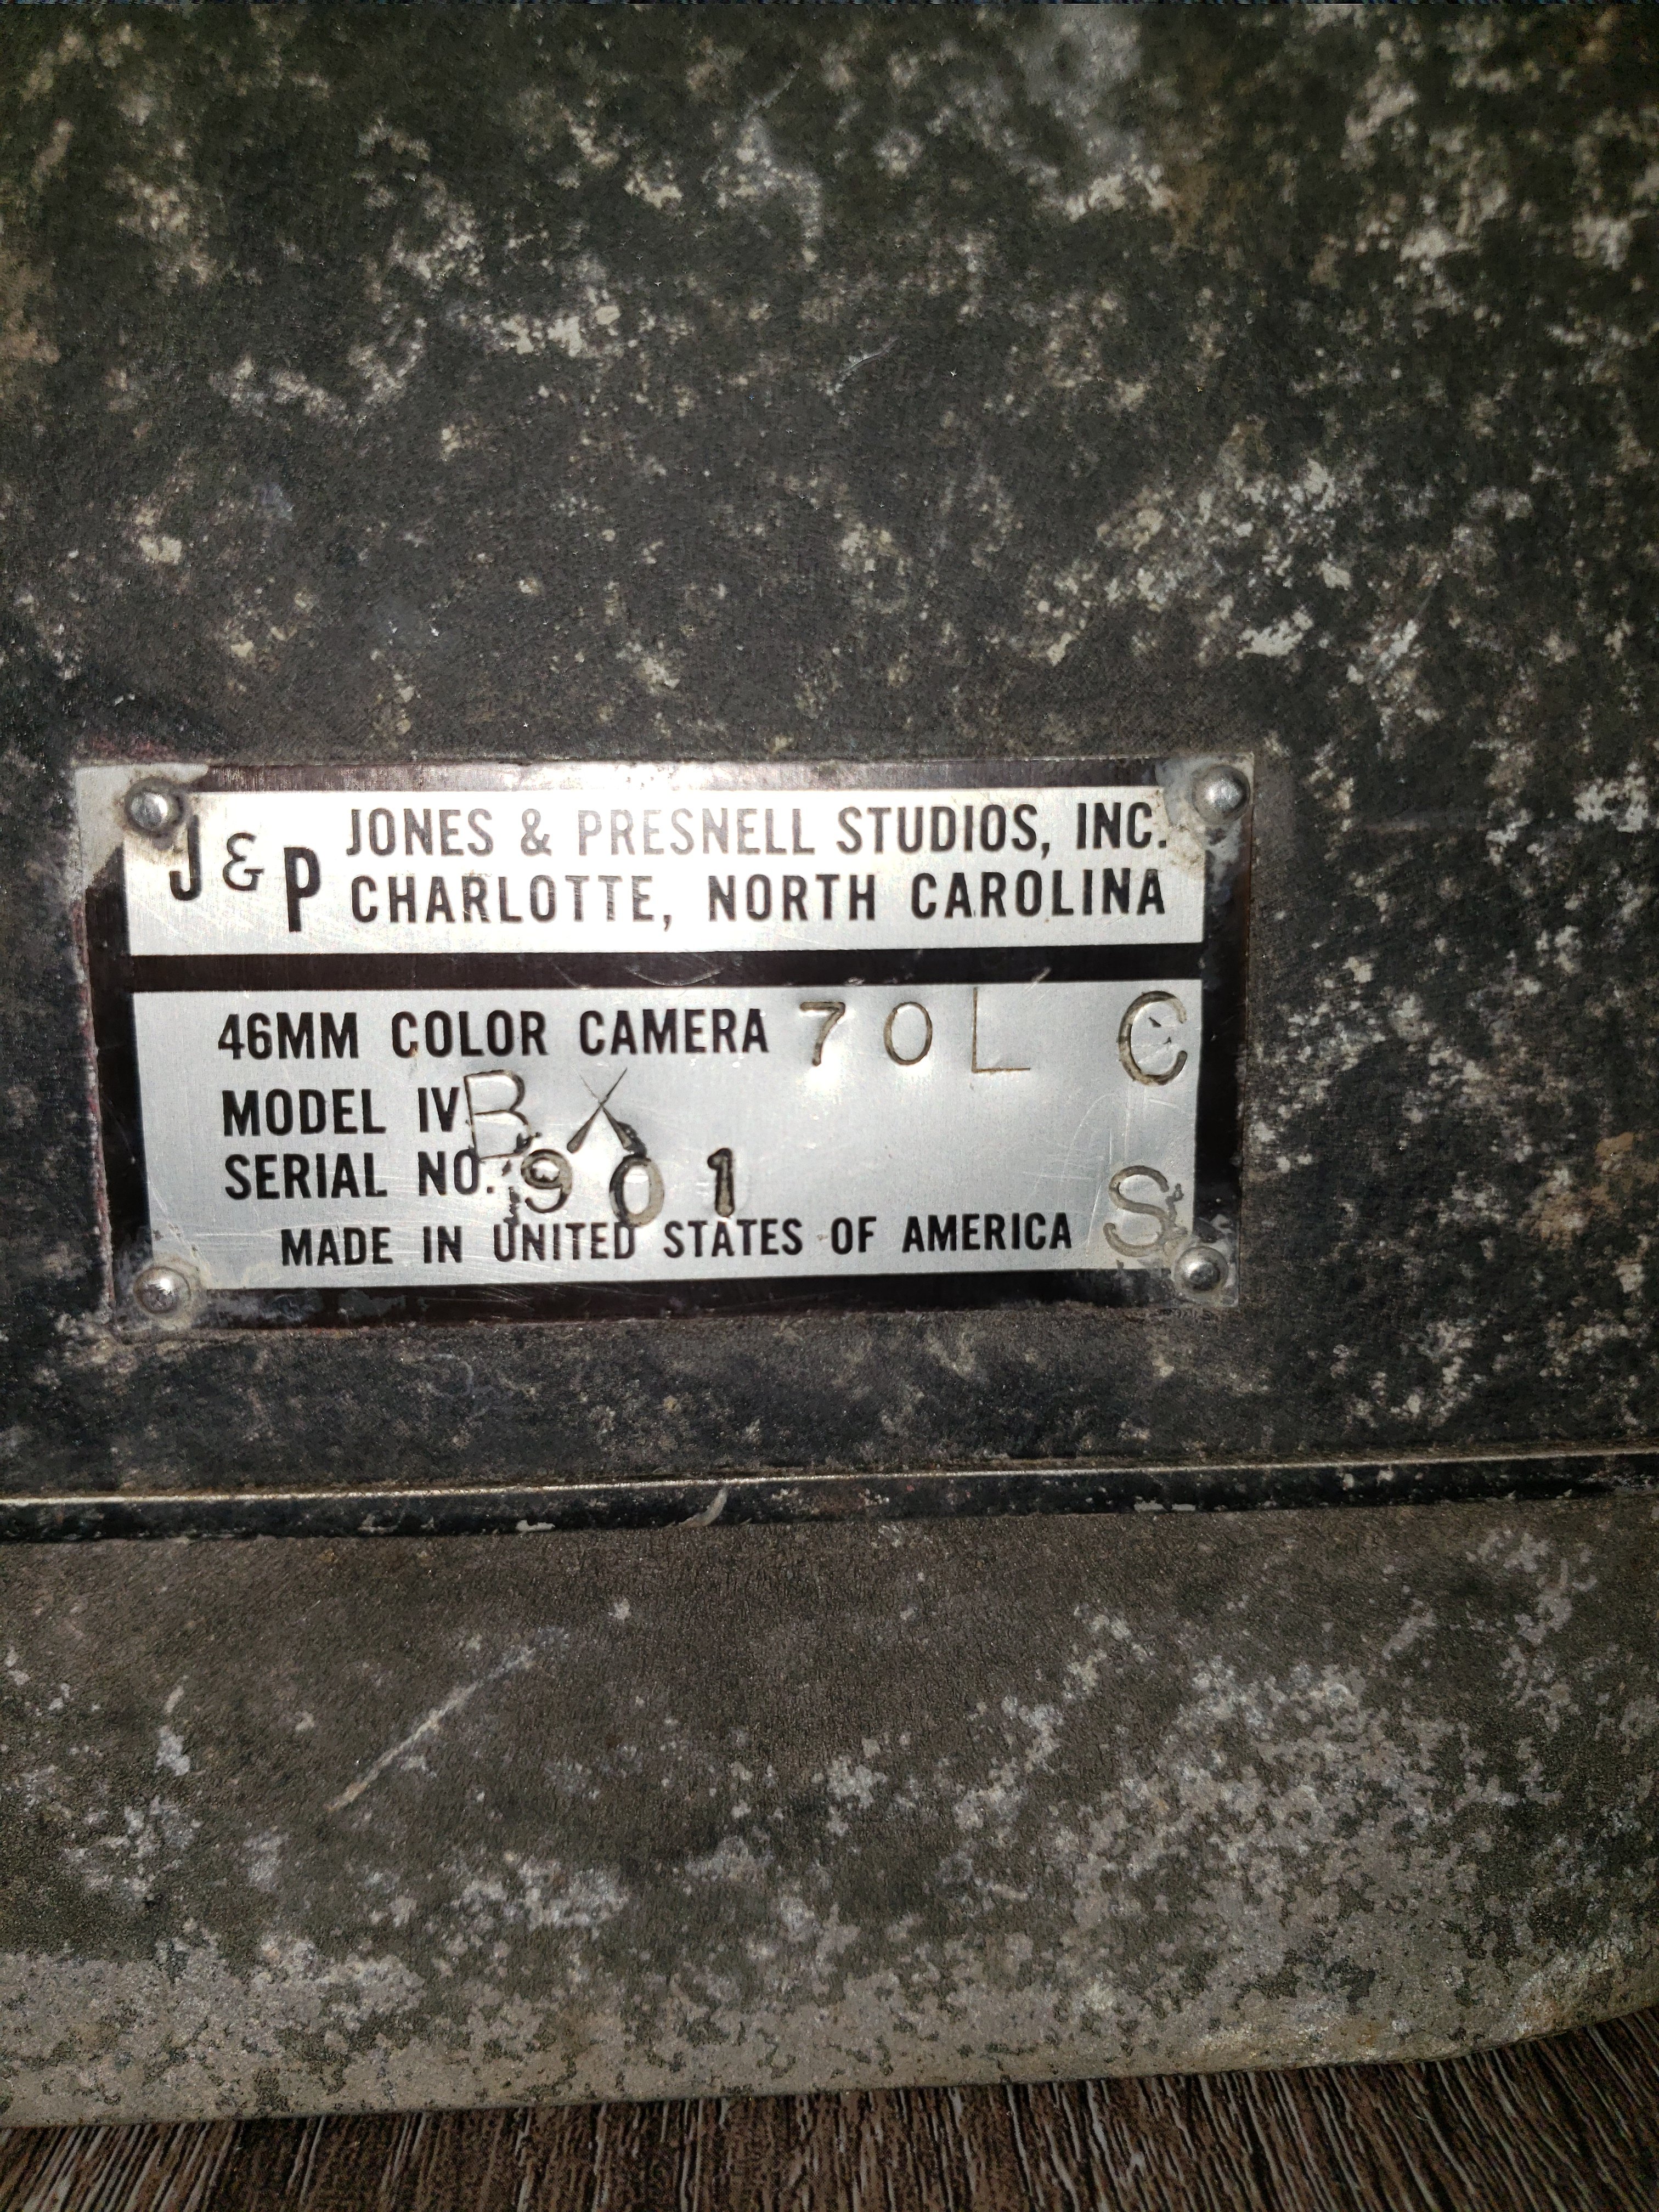 J & P
JONES & PRESNELL STUDIOS, INC.
CHARLOTTE, NORTH CAROLINA
46MM COLOR CAMERA 70L C
MODEL IV B X
SERIAL NO. 901
MADE IN UNITED STATES OF AMERICA S